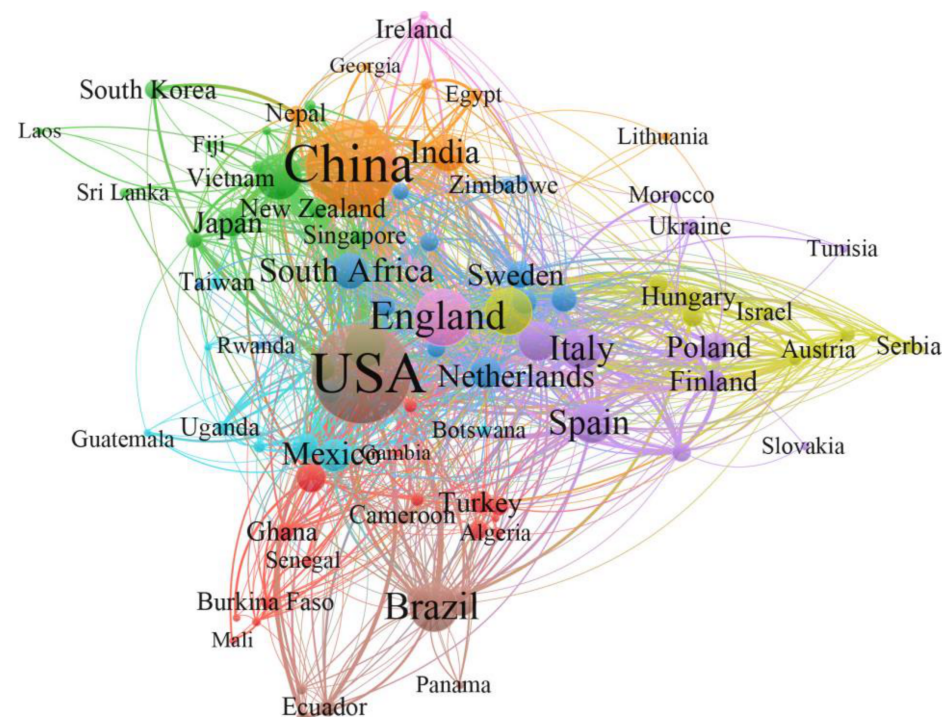 Ireland
Georgia
South Korea
Egypt
Nepal
Laos
Lithuania
Fiji
China
India
Vietnam
Zimbabwe
Sri Lanka
Morocco
New Zealand
Japan
Ukraine
Singapore
Tunisia
South Africa
Sweden
Taiwan
Hungary
Israel
England
Rwanda
Italy
Poland
Austria
Serbia
USA
Netherlands
Finland
Spain
Uganda
Botswana
Guatemala
Slovakia
Mexico
Gambia
Turkey
Cameroon
Ghana
Algeria
Senegal
Burkina Faso
Brazil
Mali
Panama
Ecuador